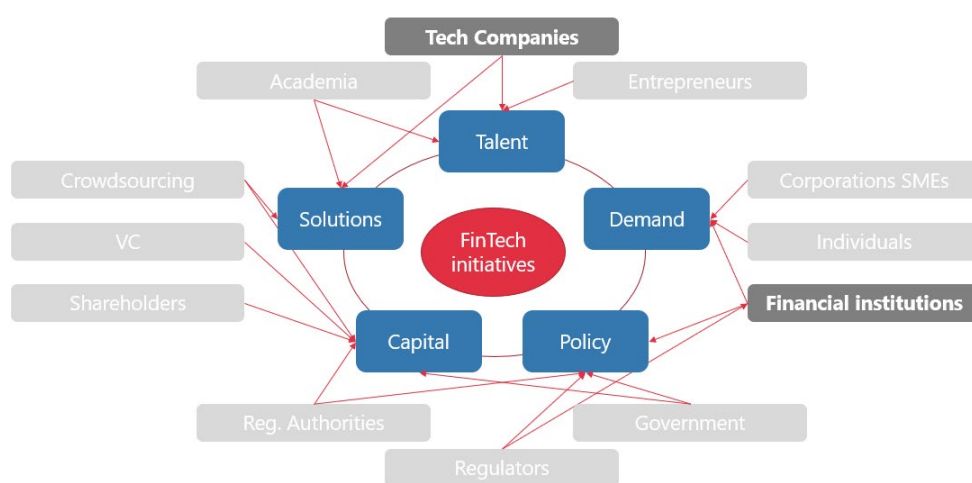 Tech Companies
Academia
Entrepreneurs
Talent
Crowdsourcing
Corporations SMEs
Solutions
Demand
VC
FinTech
initiatives
Individuals
Shareholders
Financial institutions
Capital
Policy
Reg. Authorities
Government
Regulators